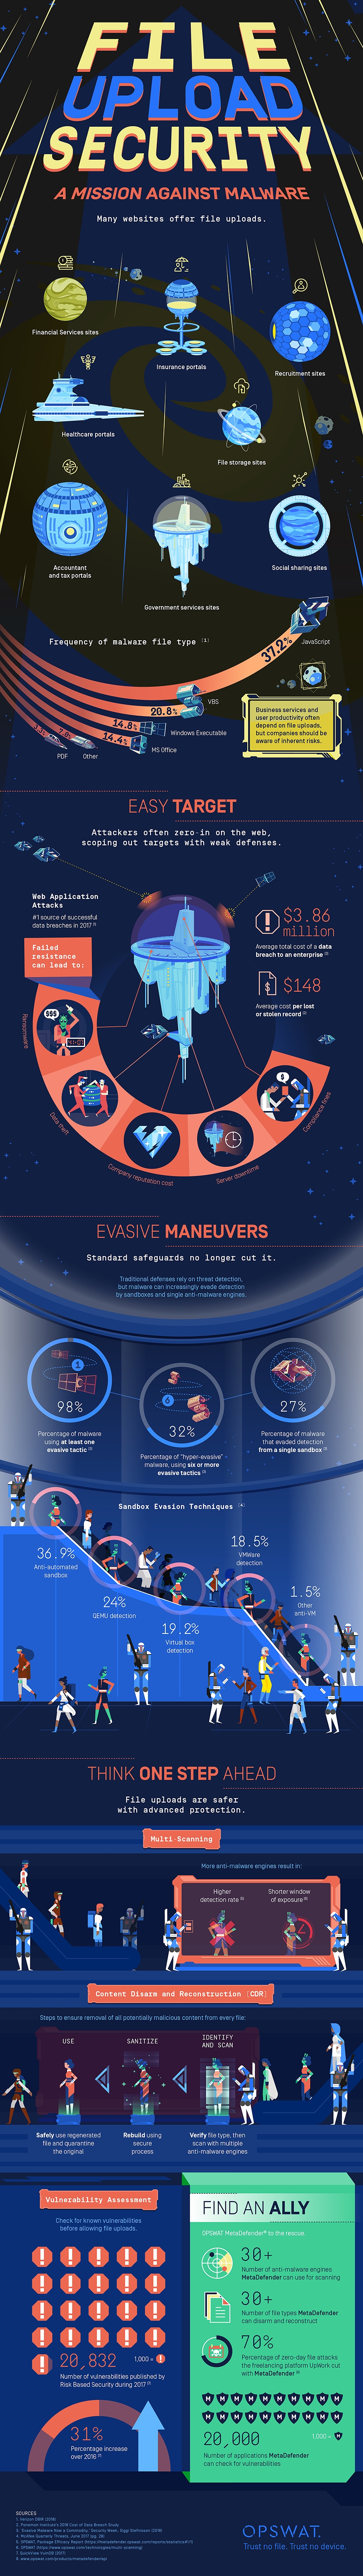 FILE
UPLOAD
SECURITY
A MISSION AGAINST MALWARE
Many websites offer file uploads.
Financial Services sites
Insurance portals
Recruitment sites
Healthcare portals
File storage sites
Accountant
and tax portals
Social sharing sites
Government services sites
Frequency of malware file type (1)
37.2%
JavaScript
20.8%
VBS
14.8%
Windows Executable
14.4%
MS Office
Other
PDF
Business services and
user productivity often
depend on file uploads,
but companies should be
aware of inherent risks.
EASY TARGET
Attackers often zero-in on the web,
scoping out targets with weak defenses.
Web Application
Attacks
#1 source of successful
data breaches in 2017
Failed
resistance
can lead to:
$3.86
million
Average total cost of a data
breach to an enterprise
$148
Average cost per lost
or stolen record
$$$
$
Ransomware
Data theft
Company reputation cost
Server downtime
Compliance fines
EVASIVE MANEUVERS
Standard safeguards no longer cut it.
Traditional defenses rely on threat detection,
but malware can increasingly evade detection
by sandboxes and single anti-malware engines.
1
98%
Percentage of malware
using at least one
evasive tactic
6
32%
Percentage of "hyper-evasive"
malware, using six or more
evasive tactics
27%
Percentage of malware
that evaded detection
from a single sandbox
Sandbox Evasion Techniques (4)
36.9%
Anti-automated
sandbox
24%
QEMU detection
19.2%
Virtual box
detection
18.5%
VMWare
detection
1.5%
Other
anti-VM
THINK ONE STEP AHEAD
File uploads are safer
with advanced protection.
Multi-Scanning
More anti-malware engines result in:
Higher
detection rate
Shorter window
of exposure
Content Disarm and Reconstruction (CDR)
Steps to ensure removal of all potentially malicious content from every file:
USE
SANITIZE
IDENTIFY
AND SCAN
Safely use regenerated
file and quarantine
the original
Rebuild using
secure
process
Verify file type, then
scan with multiple
anti-malware engines
Vulnerability Assessment
Check for known vulnerabilities
before allowing file uploads.
20,832
1,000 =
Number of vulnerabilities published by
Risk Based Security during 2017
31%
Percentage increase
over 2016
FIND AN ALLY
OPSWAT MetaDefender® to the rescue.
30+
Number of anti-malware engines
MetaDefender can use for scanning
30+
Number of file types MetaDefender
can disarm and reconstruct
70%
Percentage of zero-day file attacks
the freelancing platform UpWork cut
with MetaDefender
20,000
1,000 =
Number of applications MetaDefender
can check for vulnerabilities
SOURCES
1. Verizon DBIR (2018)
2. Ponemon Institute's 2018 Cost of Data Breach Study
OPSWAT.
Trust no file. Trust no device.